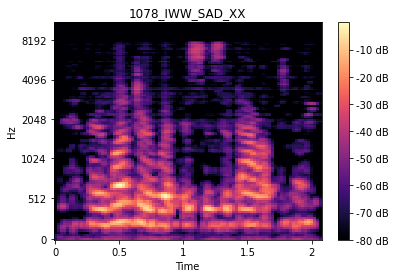 1078_IWW_SAD_XX
8192
4096
2048
1024
512
0
Hz
0
0.5
1
1.5
2
Time
-10 dB
-20 dB
-30 dB
-40 dB
-50 dB
-60 dB
-70 dB
-80 dB